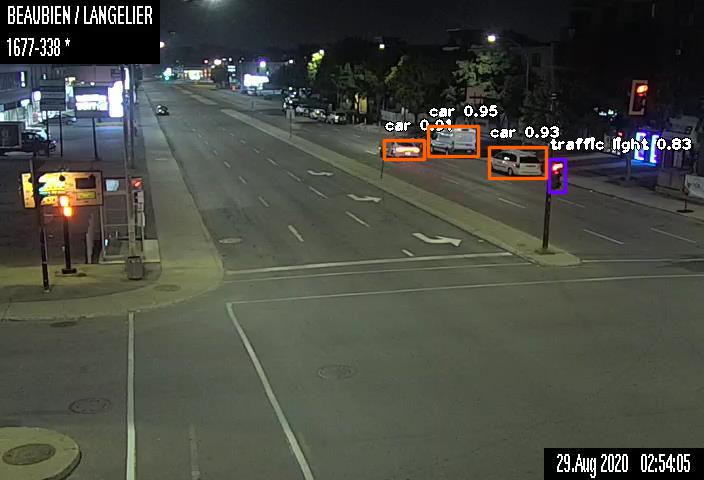 BEAUBIEN / LANGELIER
1677-338 *
car 0.95
car 0.91
car 0.93
traffic light 0.83
29.Aug 2020 02:54:05